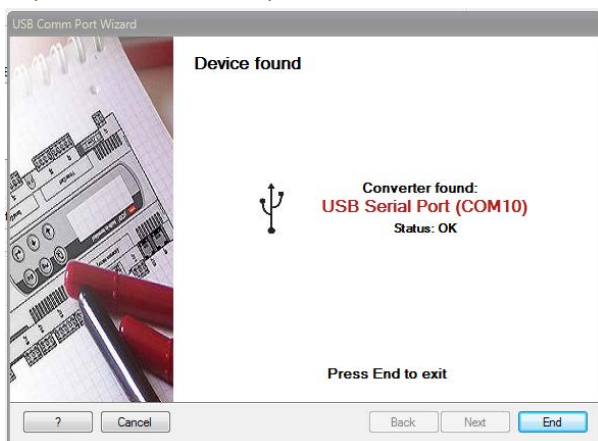 USB Comm Port Wizard
Device found
Converter found:
USB Serial Port (COM10)
Status: OK
Press End to exit
?
Cancel
Back
Next
End